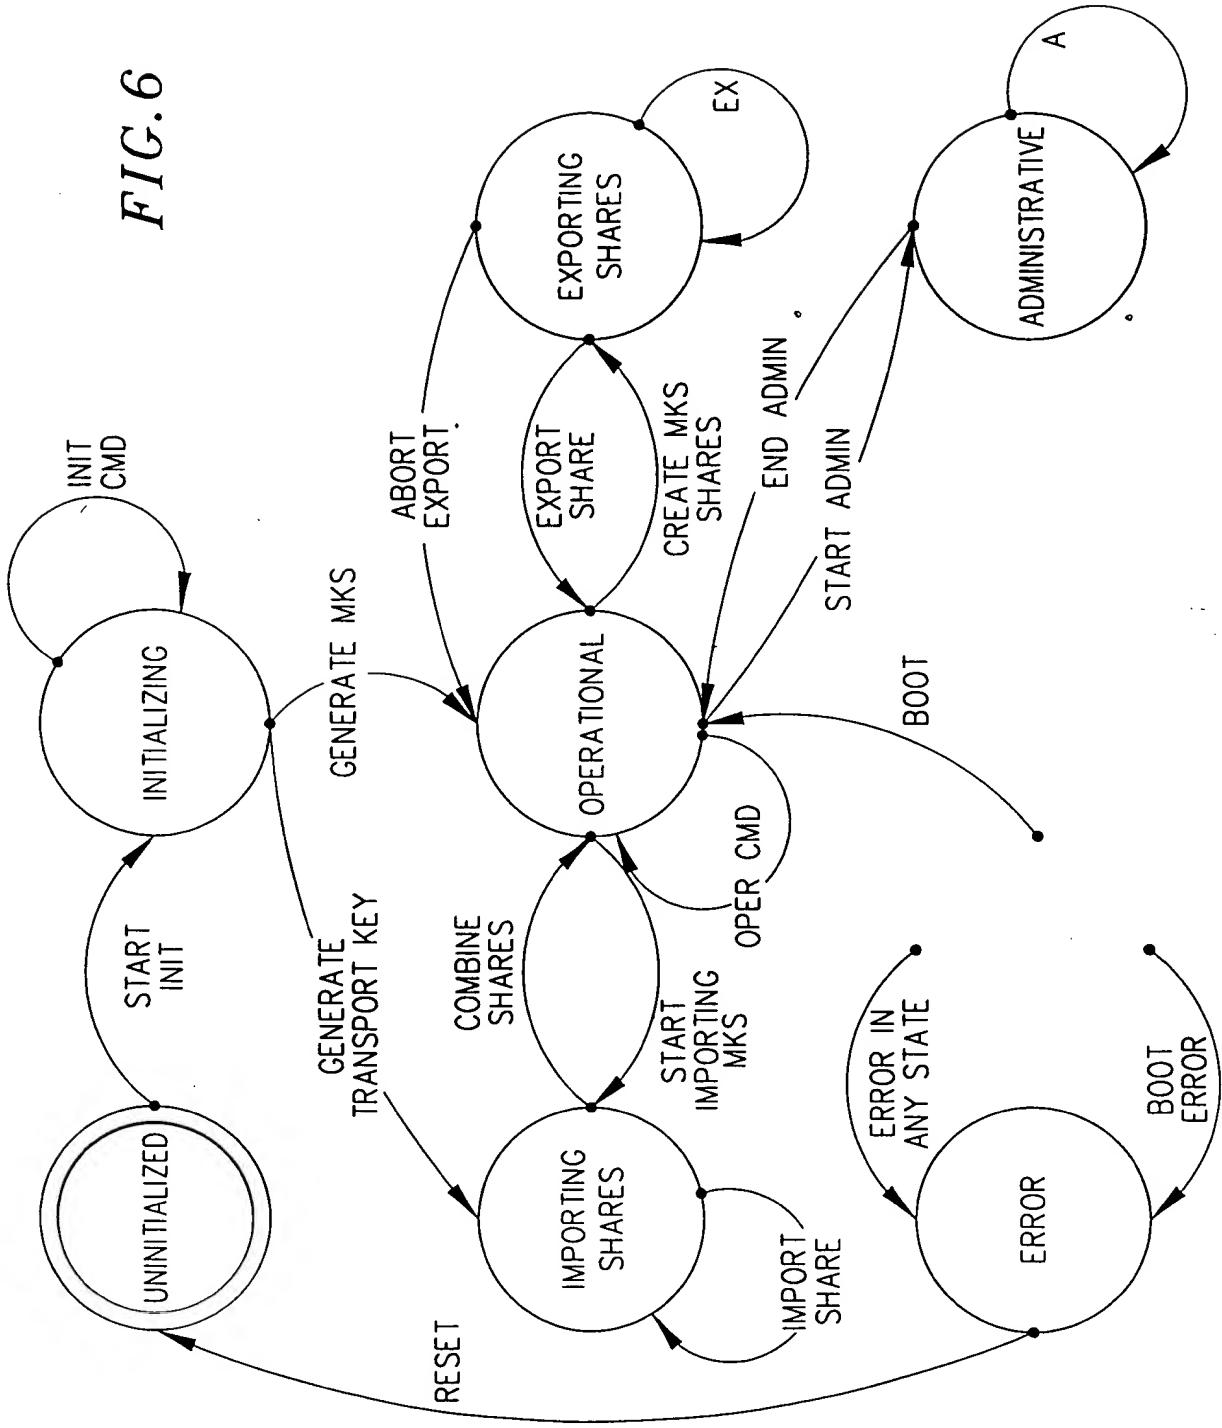 FIG. 6
INIT
CMD
START
INIT
UNINITIALIZED
INITIALIZING
GENERATE MKS
GENERATE
TRANSPORT KEY
ABORT
EXPORT
RESET
COMBINE
SHARES
EXPORT
SHARE
IMPORTING
SHARES
OPERATIONAL
EXPORTING
SHARES
START
IMPORTING
MKS
CREATE MKS
SHARES
EX
OPER CMD
IMPORT
SHARE
END ADMIN
START ADMIN
ERROR IN
ANY STATE
BOOT
ERROR
ADMINISTRATIVE
A
BOOT
ERROR